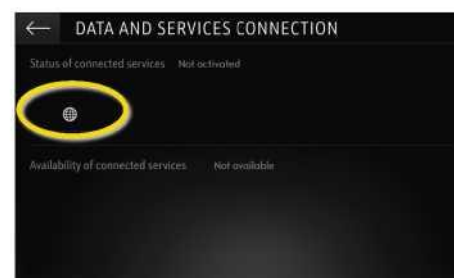 DATA AND SERVICES CONNECTION
Status of connected services Not activated
Availability of connected services Not available